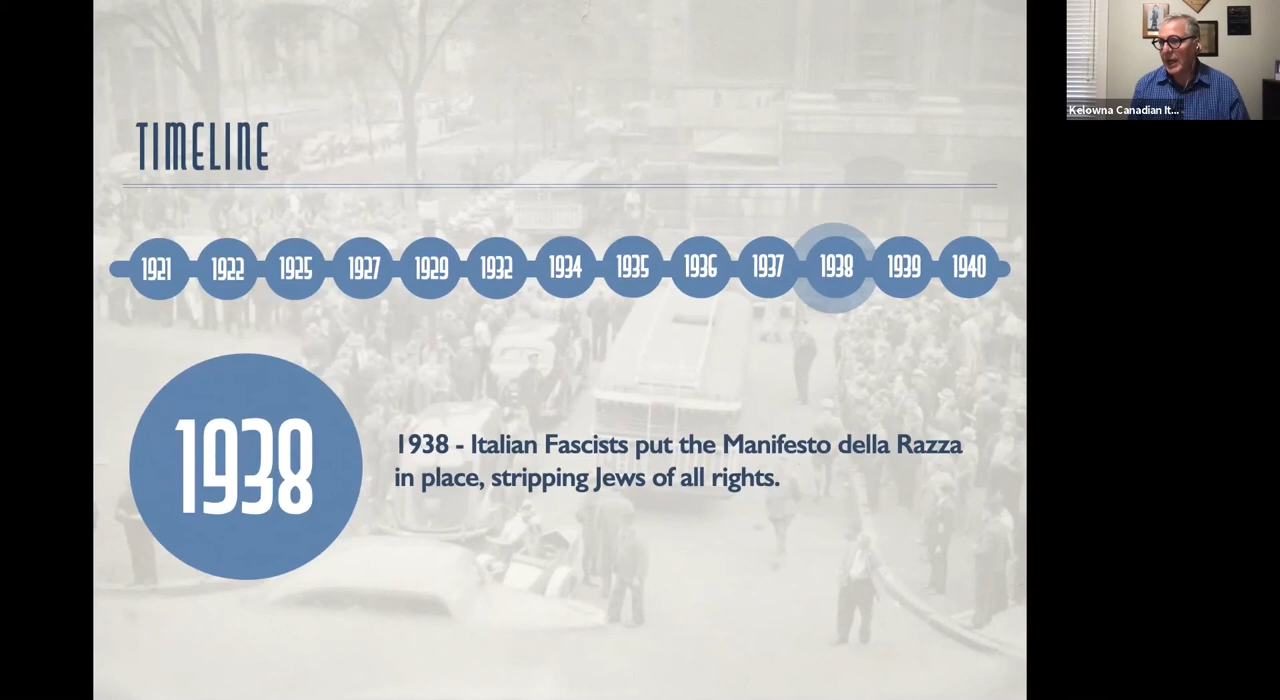 TIMELINE
1921 1922 1925 1927 1929 1932 1934 1935 1936 1937 1938 1939 1940
1938
1938 - Italian Fascists put the Manifesto della Razza
in place, stripping Jews of all rights.
Kelowna Canadian It...